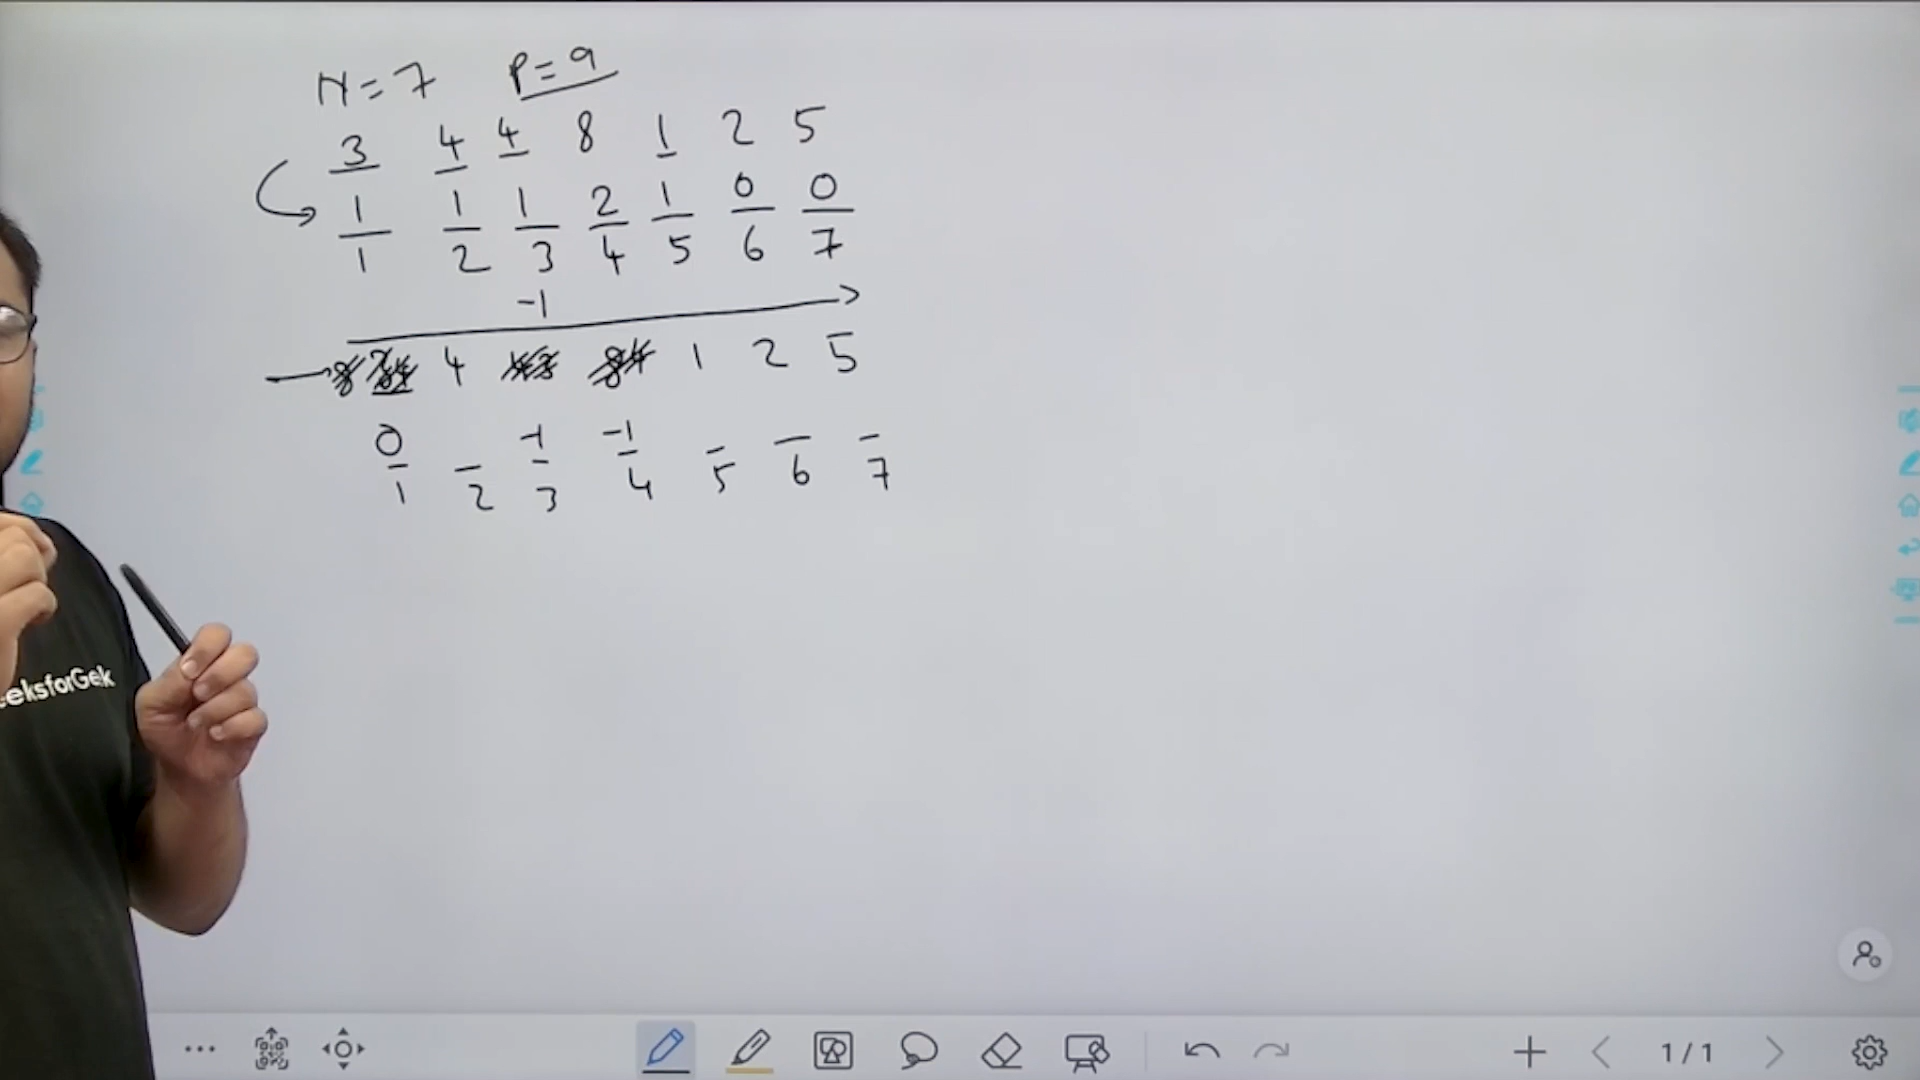 N=7 P=9
3 4 4 8 1 2 5
1 1 1 2 1 0 0
1 2 3 4 5 6 7
-1
4 1 2 5
0 -1 -1
1 2 3 4 5 6 7
eeksforGeek
1/1